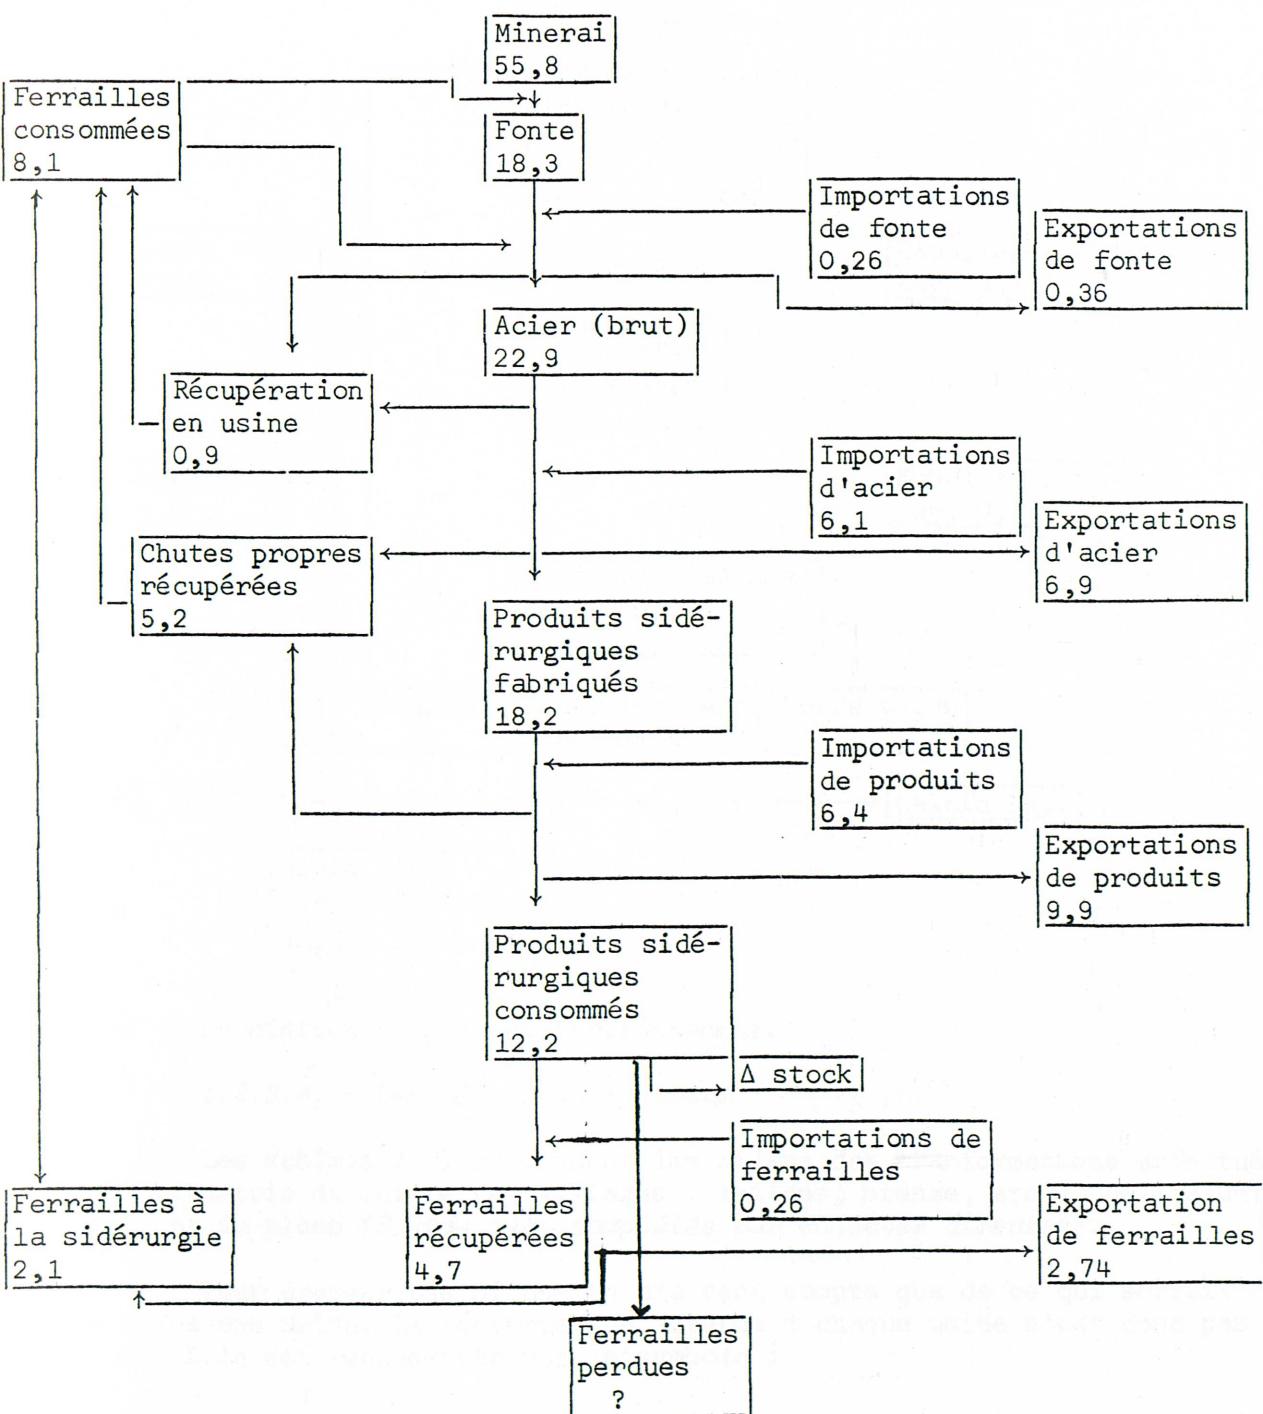 Minerai
55,8
Ferrailles
consommées
8,1
Fonte
18,3
Importations
de fonte
0,26
Exportations
de fonte
0,36
Acier (brut)
22,9
Récupération
en usine
0,9
Importations
d'acier
6,1
Exportations
d'acier
6,9
Chutes propres
récupérées
5,2
Produits sidé-
rurgiques
fabriqués
18,2
Importations
de produits
6,4
Exportations
de produits
9,9
Produits sidé-
rurgiques
consommés
12,2
Δ stock
Importations de
ferrailles
0,26
Ferrailles à
la sidérurgie
2,1
Ferrailles
récupérées
4,7
Exportation
de ferrailles
2,74
Ferrailles
perdues
?